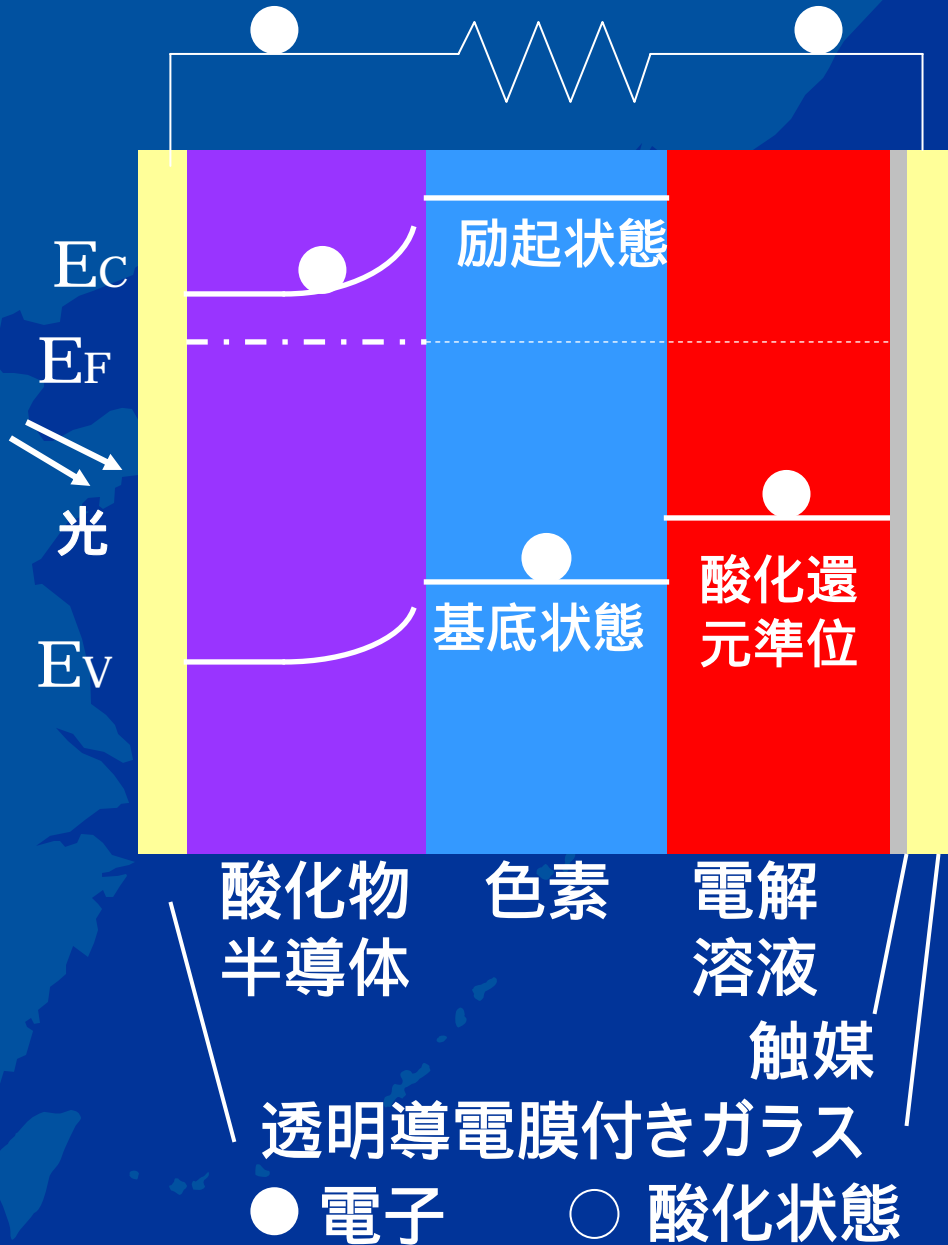 励起状態
EC
EF
光
酸化還
元準位
基底状態
EV
酸化物
半導体
色素
電解
溶液
触媒
透明導電膜付きガラス
電子
酸化状態